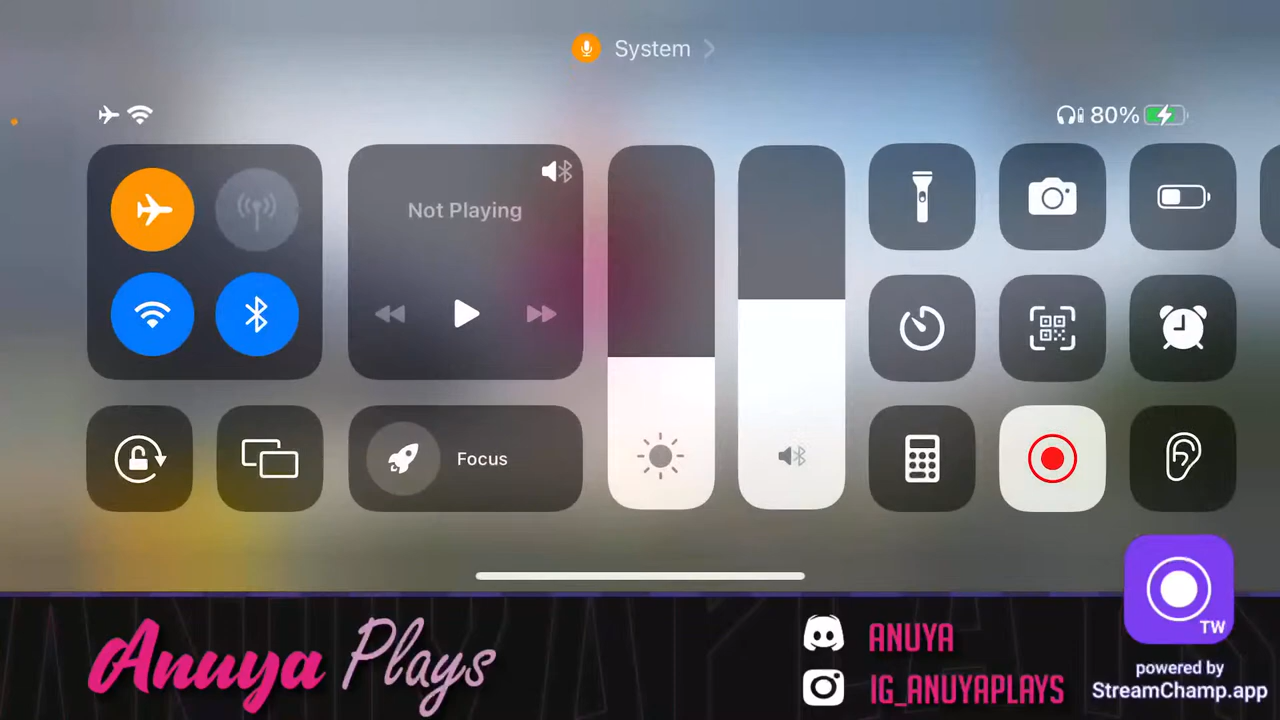 System
80%
Not Playing
Focus
Anuya Plays
ANUYA
IG_ANUYAPLAYS
TW
powered by
StreamChamp.app